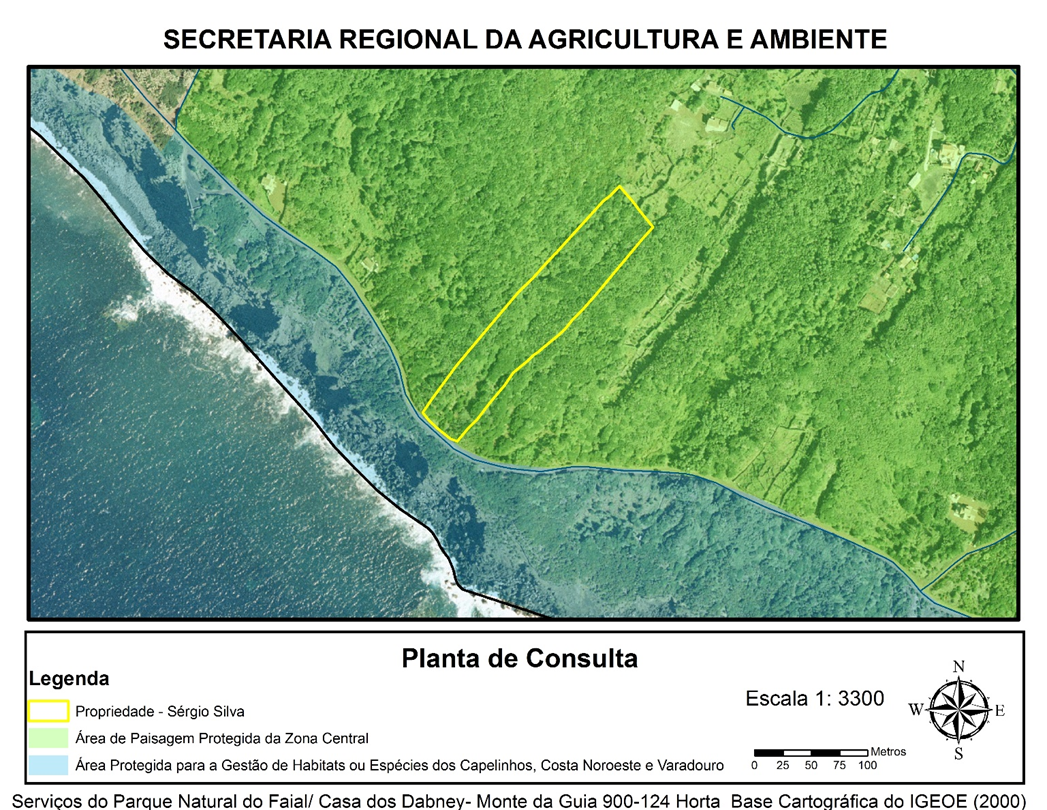 SECRETARIA REGIONAL DA AGRICULTURA E AMBIENTE
Planta de Consulta
Legenda
Propriedade - Sérgio Silva
Área de Paisagem Protegida da Zona Central
Área Protegida para a Gestão de Habitats ou Espécies dos Capelinhos, Costa Noroeste e Varadouro
Escala 1: 3300
N
W E
S
Metros
0 25 50 75 100
Serviços do Parque Natural do Faial/ Casa dos Dabney- Monte da Guia 900-124 Horta Base Cartográfica do IGEOE (2000)